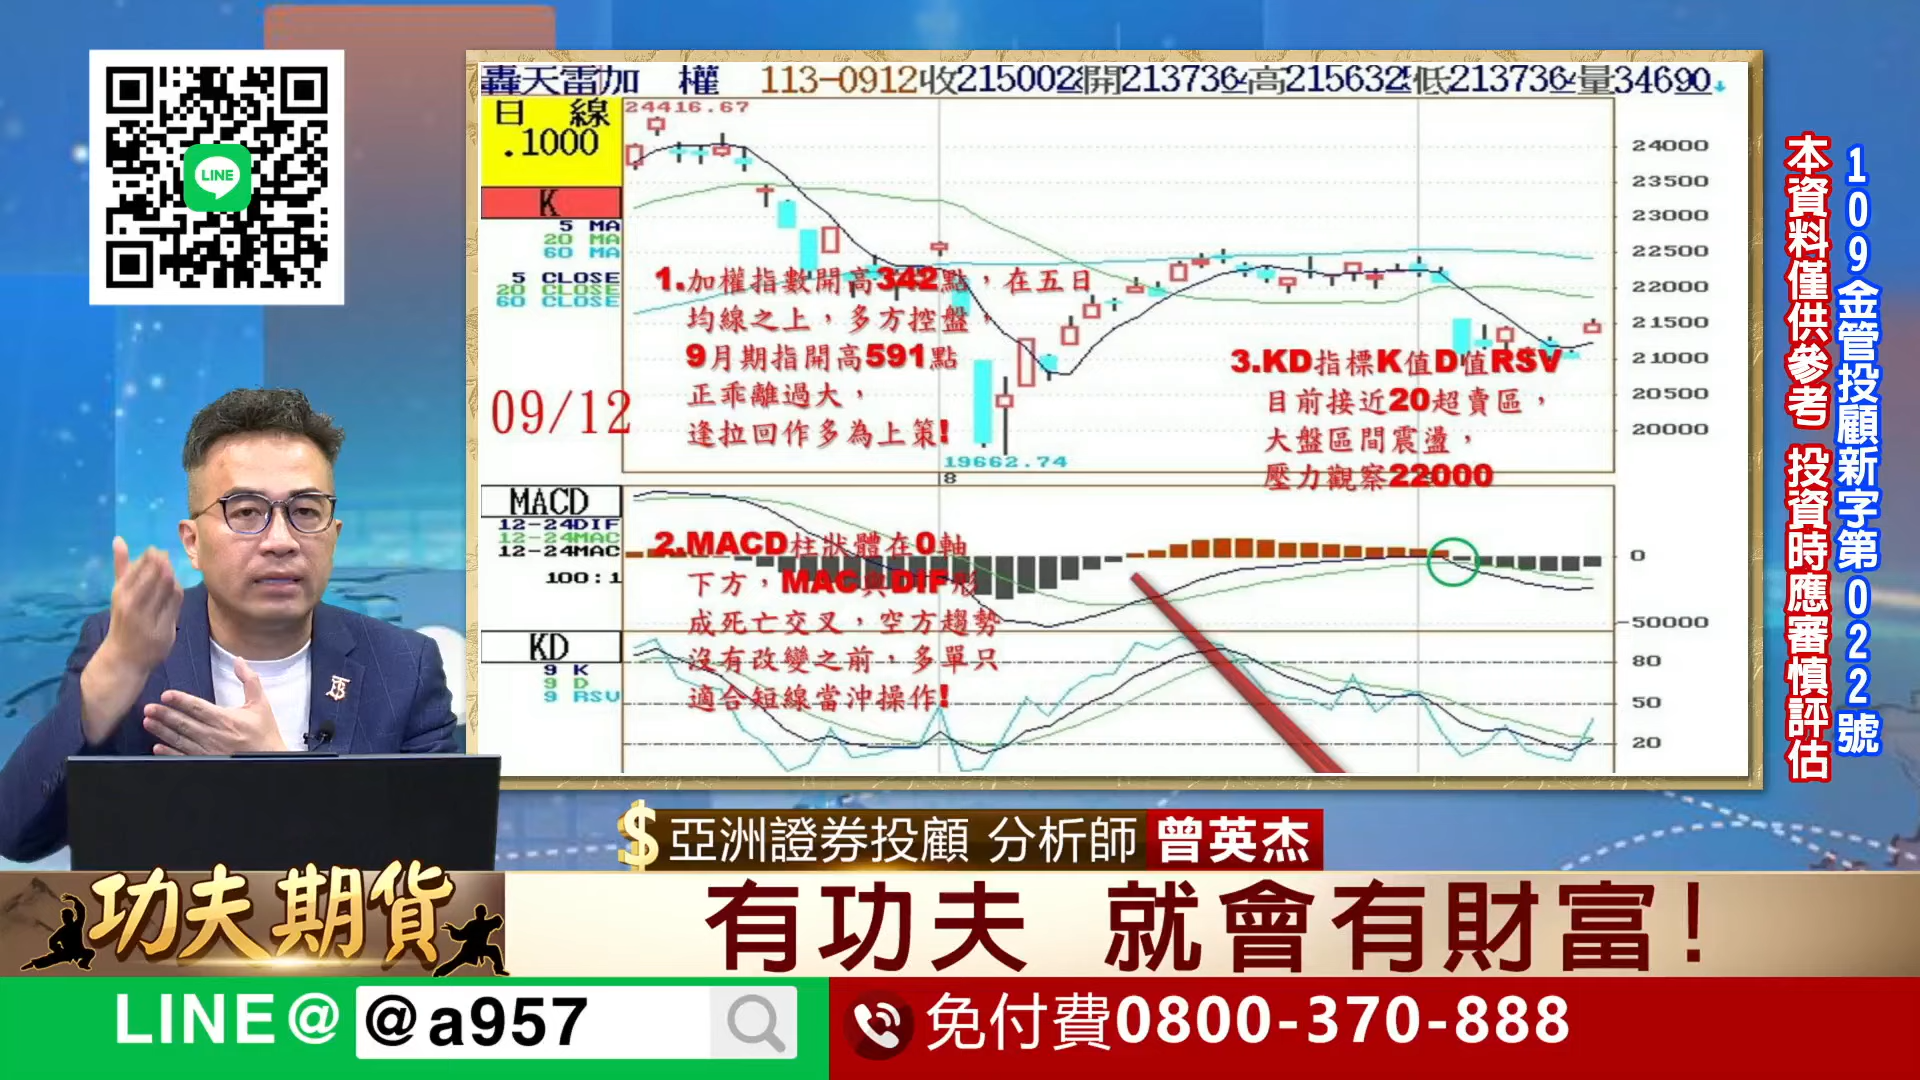 LINE
轟天雷加 權 113-0912收215002開213736高215632低213736量34690
日 線
.1000
K
5 MA
20 MA
60 MA
5 CLOSE
20 CLOSE
60 CLOSE
24416.67
24000
23500
23000
22500
22000
21500
21000
20500
20000
1.加權指數開高342點，在五日
均線之上，多方控盤，
9月期指開高591點
正乖離過大，
逢拉回作多為上策!
09/12
3.KD指標K值D值RSV
目前接近20超賣區，
大盤區間震盪，
壓力觀察22000
19662.74
8
MACD
12-24DIF
12-24MAC
12-24MAC
100:1
2.MACD柱狀體在0軸
下方，MAC與DIF形
成死亡交叉，空方趨勢
沒有改變之前，多單只
適合短線當沖操作!
0
-50000
KD
9 K
9 D
9 RSV
80
50
20
109金管投顧新字第022號
本資料僅供參考 投資時應審慎評估
$亞洲證券投顧 分析師 曾英杰
功夫期貨
有功夫 就會有財富!
LINE@ @a957
免付費0800-370-888